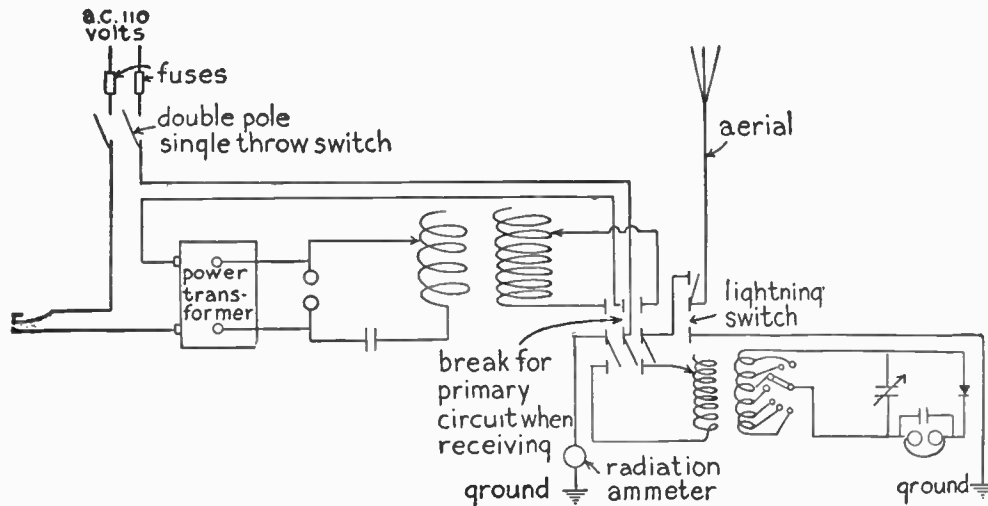 a.c. 110
volts
fuses
double pole
single throw switch
aerial
power
trans-
former
lightning
switch
break for
primary
circuit when
receiving
radiation
ammeter
ground
ground